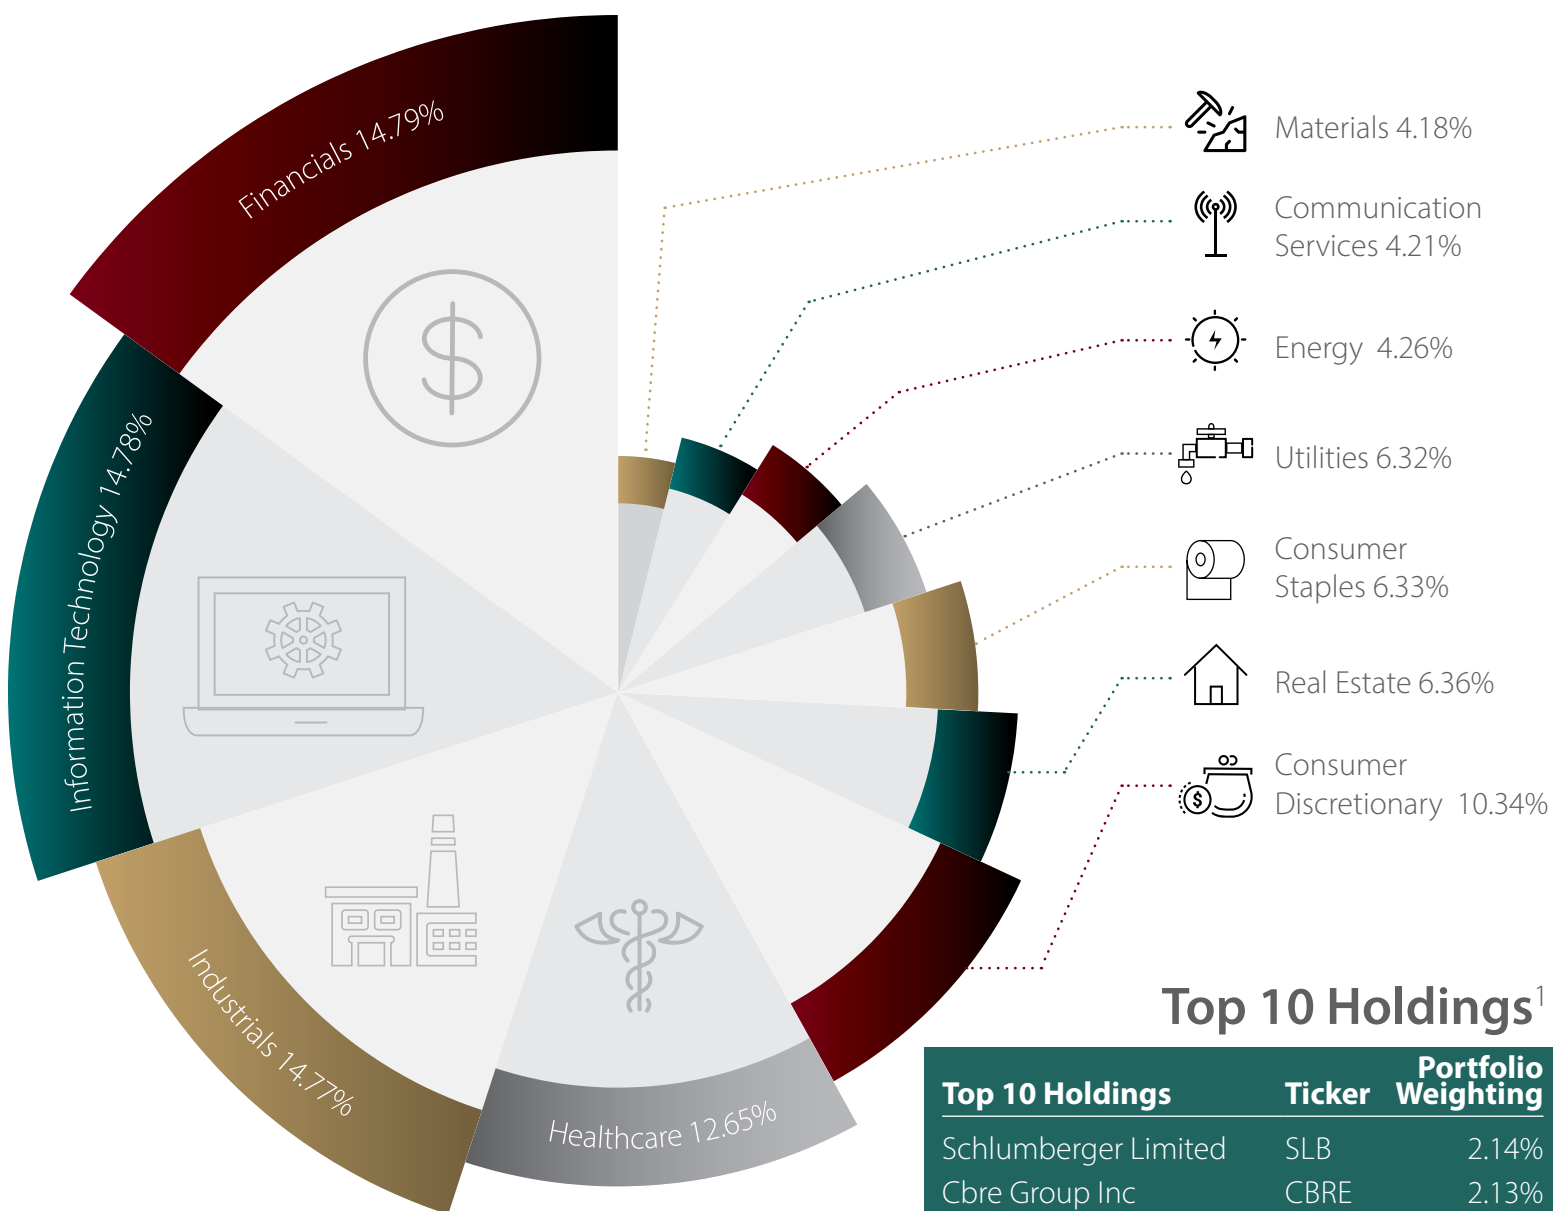 Financials 14.79%
Information Technology 14.78%
Industrials 14.77%
Healthcare 12.65%
Materials 4.18%
Communication
Services 4.21%
Energy 4.26%
Utilities 6.32%
Consumer
Staples 6.33%
Real Estate 6.36%
Consumer
Discretionary 10.34%
$
$
Top 10 Holdings1
Top 10 Holdings Ticker Portfolio
Weighting
Schlumberger Limited SLB 2.14%
Cbre Group Inc CBRE 2.13%